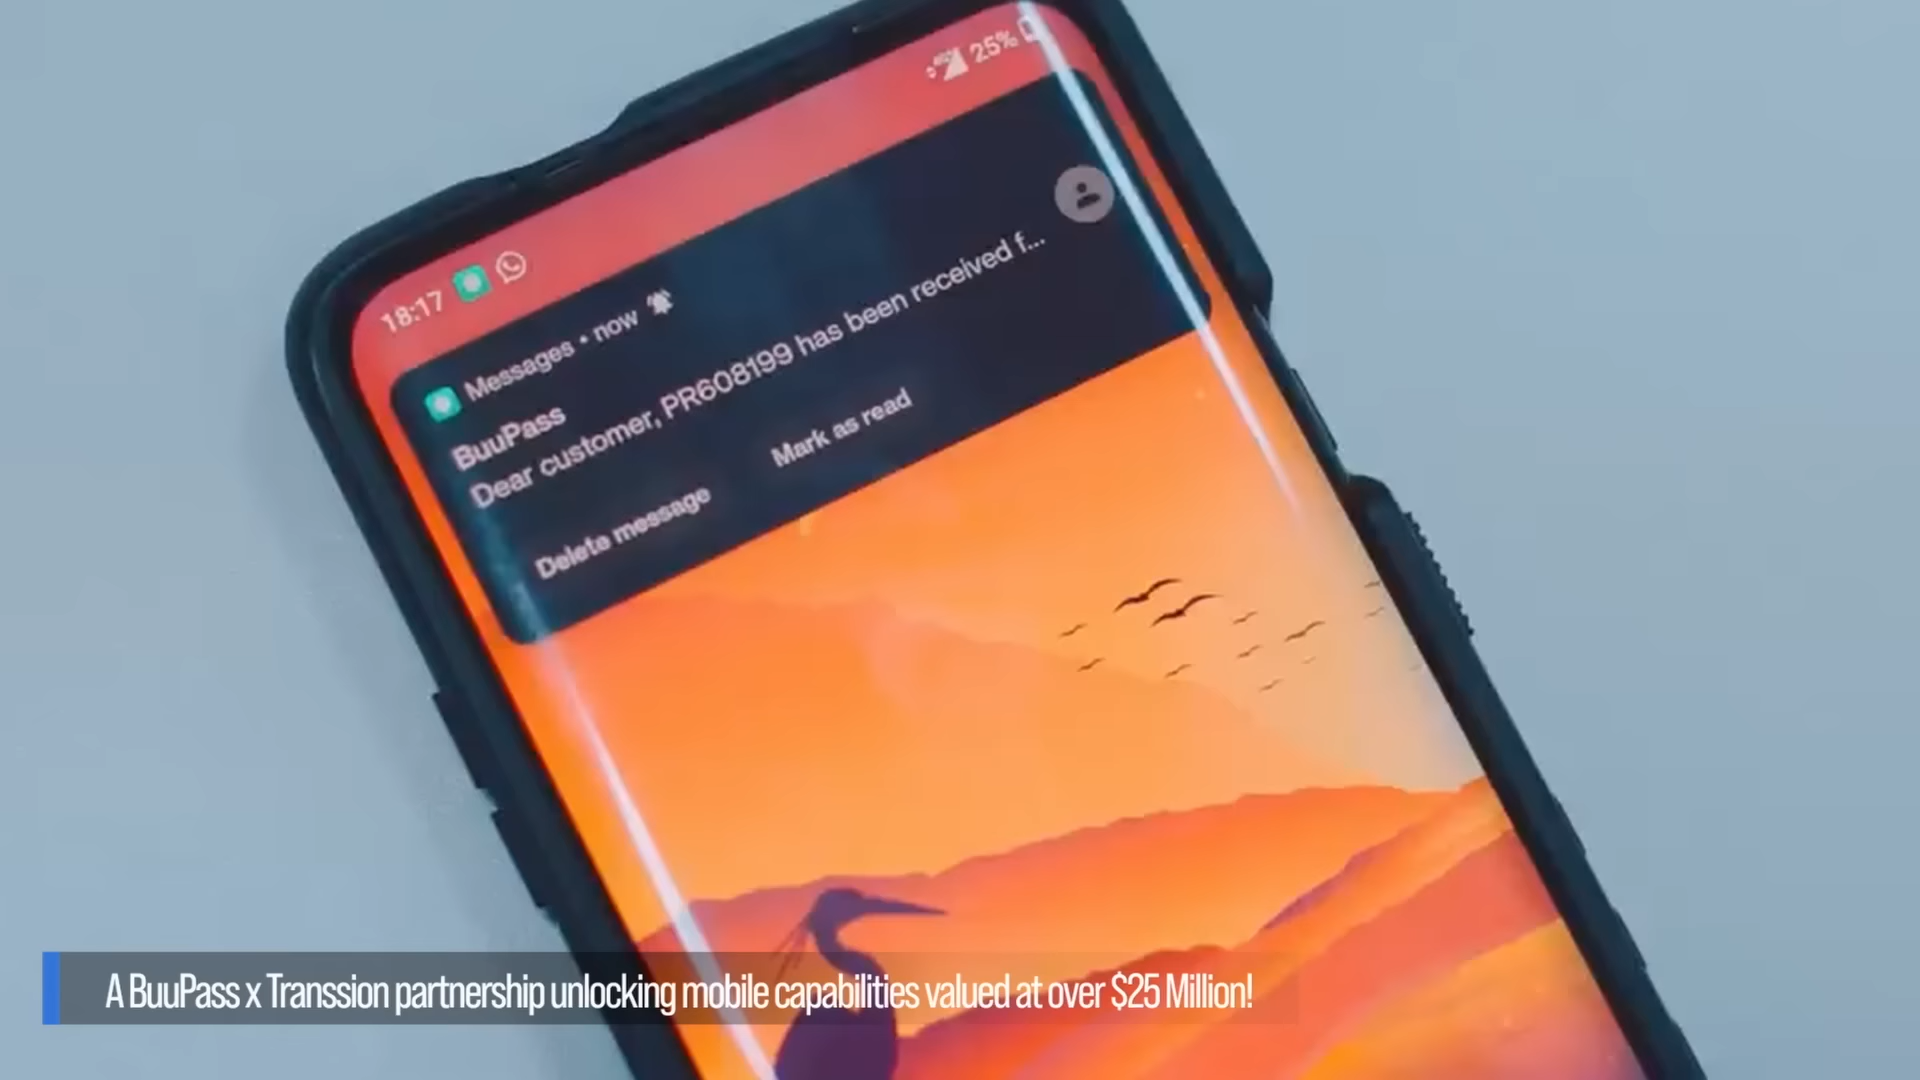 25%
18:17
Messages • now
BuuPass
Dear customer, PR608199 has been received f...
Delete message
Mark as read
A BuuPass x Transsion partnership unlocking mobile capabilities valued at over $25 Million!